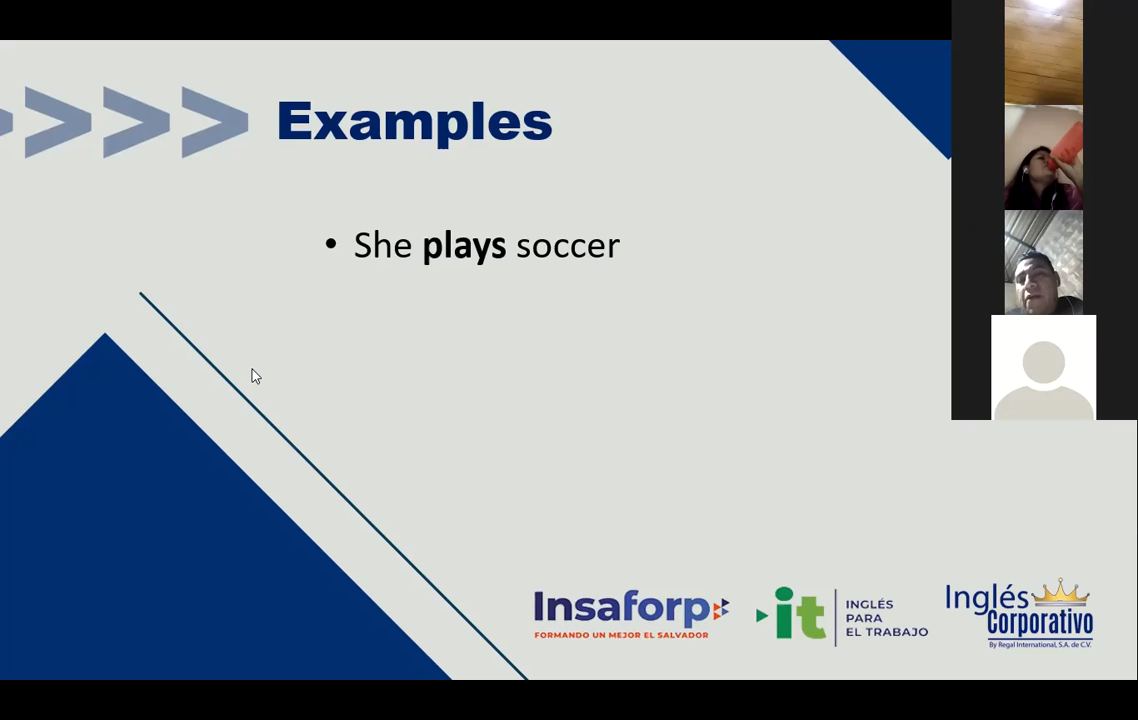 Examples
• She plays soccer
Insaforp
FORMANDO UN MEJOR EL SALVADOR
it
INGLÉS
PARA
EL TRABAJO
Inglés
Corporativo
By Regal International, S.A. de C.V.